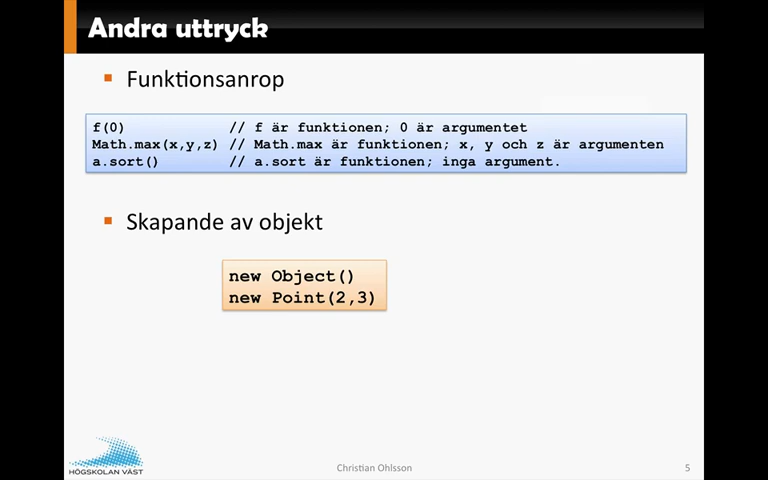 Andra uttryck
Funktionsanrop
f(0) // f är funktionen; 0 är argumentet
Math.max(x,y,z) // Math.max är funktionen; x, y och z är argumenten
a.sort() // a.sort är funktionen; inga argument.
Skapande av objekt
new Object()
new Point(2,3)
HÖGSKOLAN VÄST
Christian Ohlsson
5